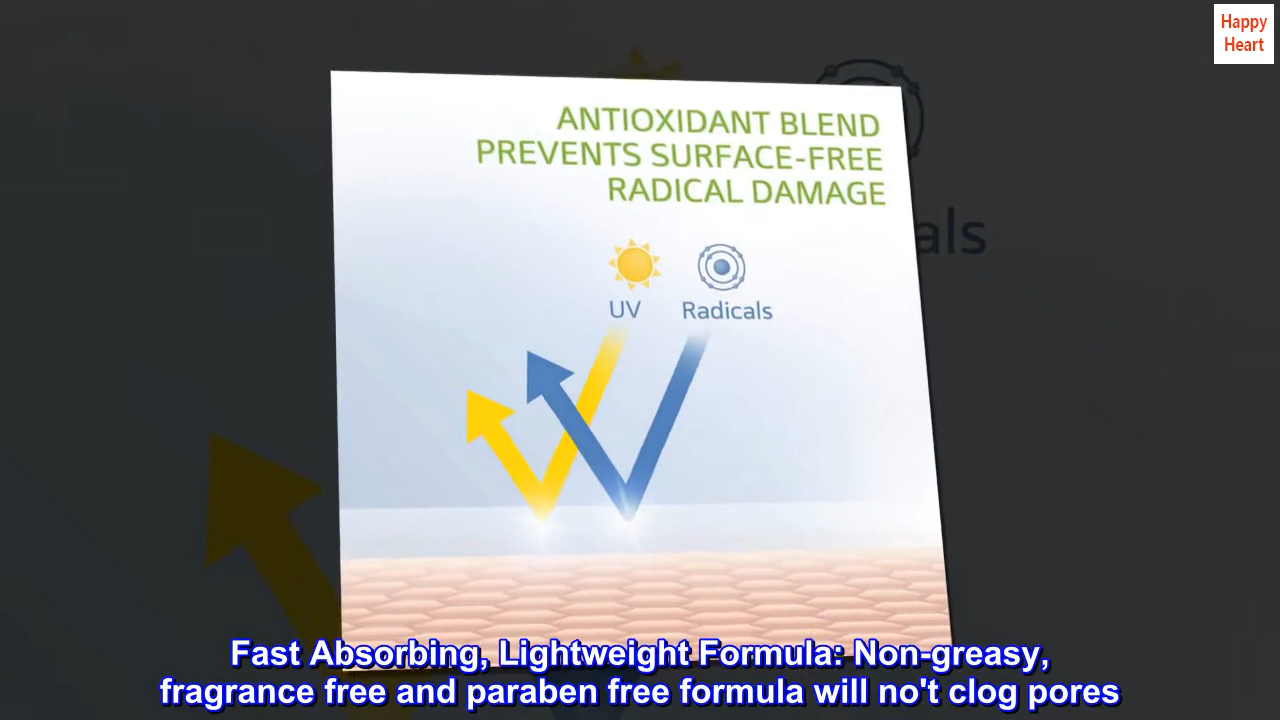 Happy
Heart
ANTIOXIDANT BLEND
PREVENTS SURFACE-FREE
RADICAL DAMAGE
UV
Radicals
als
Fast Absorbing, Lightweight Formula: Non-greasy,
fragrance free and paraben free formula will no't clog pores